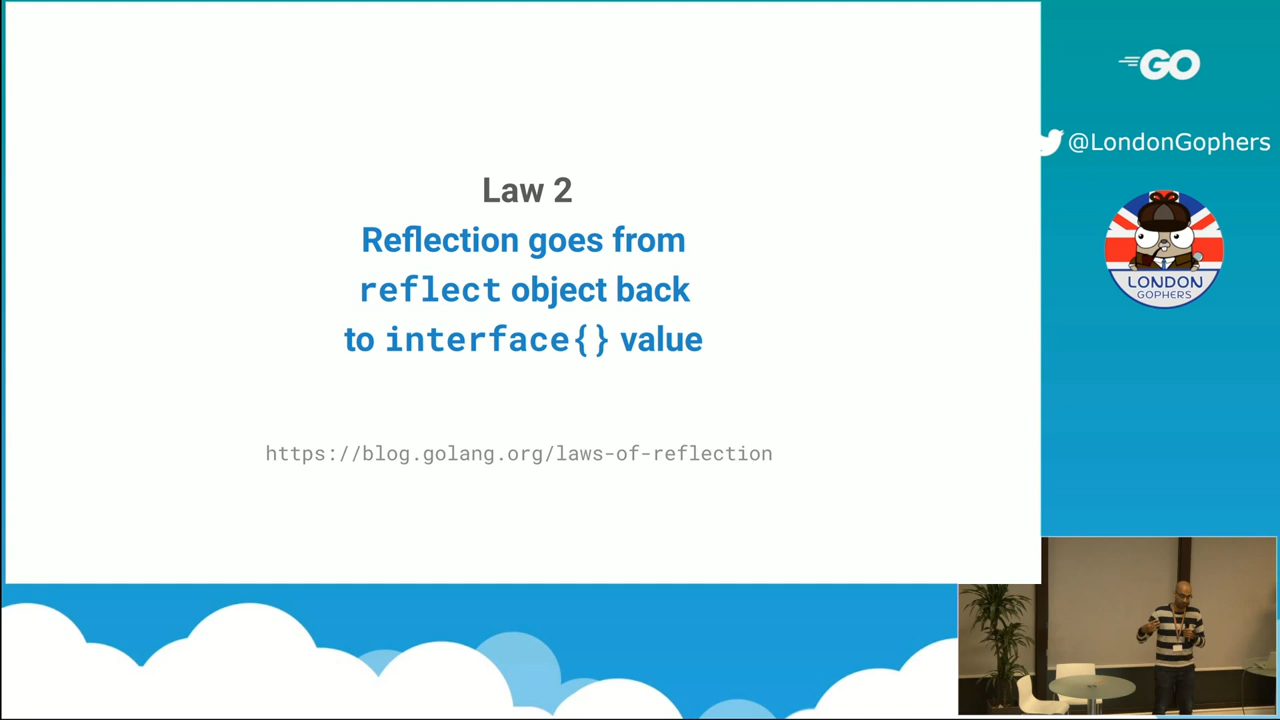 Law 2
Reflection goes from
reflect object back
to interface{} value
https://blog.golang.org/laws-of-reflection
GO
@LondonGophers
LONDON
GOPHERS